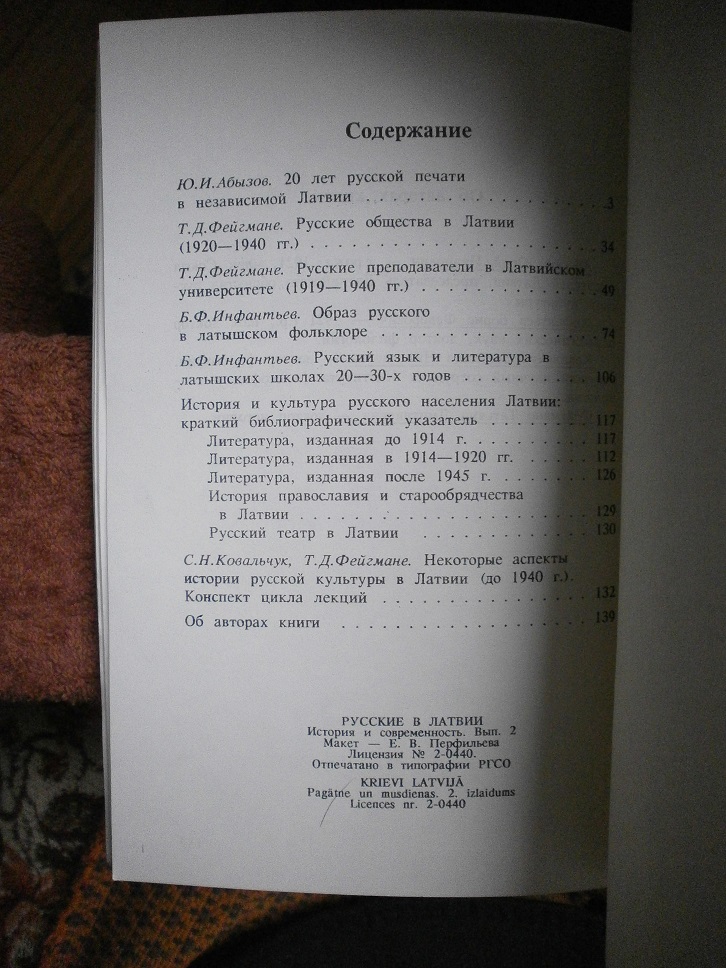 Содержание
Ю.И.Абызов. 20 лет русской печати
в независимой Латвии . . . . . . . . . . . . . . . . . . 3
Т.Д.Фейгмане. Русские общества в Латвии
(1920—1940 гг.) . . . . . . . . . . . . . . . . . . . . . . 34
Т.Д.Фейгмане. Русские преподаватели в Латвийском
университете (1919—1940 гг.) . . . . . . . . . . . . . . 49
Б.Ф.Инфантьев. Образ русского
в латышском фольклоре . . . . . . . . . . . . . . . . . 74
Б.Ф.Инфантьев. Русский язык и литература в
латышских школах 20—30-х годов . . . . . . . . . . 106
История и культура русского населения Латвии:
краткий библиографический указатель . . . . . . . . 117
Литература, изданная до 1914 г. . . . . . . . . . 117
Литература, изданная в 1914—1920 гг. . . . . . 112
Литература, изданная после 1945 г. . . . . . . . 126
История православия и старообрядчества
в Латвии . . . . . . . . . . . . . . . . . . . . . . . 129
Русский театр в Латвии . . . . . . . . . . . . . . 130
С.Н.Ковальчук, Т.Д.Фейгмане. Некоторые аспекты
истории русской культуры в Латвии (до 1940 г.).
Конспект цикла лекций . . . . . . . . . . . . . . . . . 132
Об авторах книги . . . . . . . . . . . . . . . . . . . . 139
РУССКИЕ В ЛАТВИИ
История и современность. Вып. 2
Макет — Е. В. Перфильева
Лицензия № 2-0440.
Отпечатано в типографии РГСО
KRIEVI LATVIJĀ
Pagātne un musdienas. 2. izlaidums
Licences nr. 2-0440